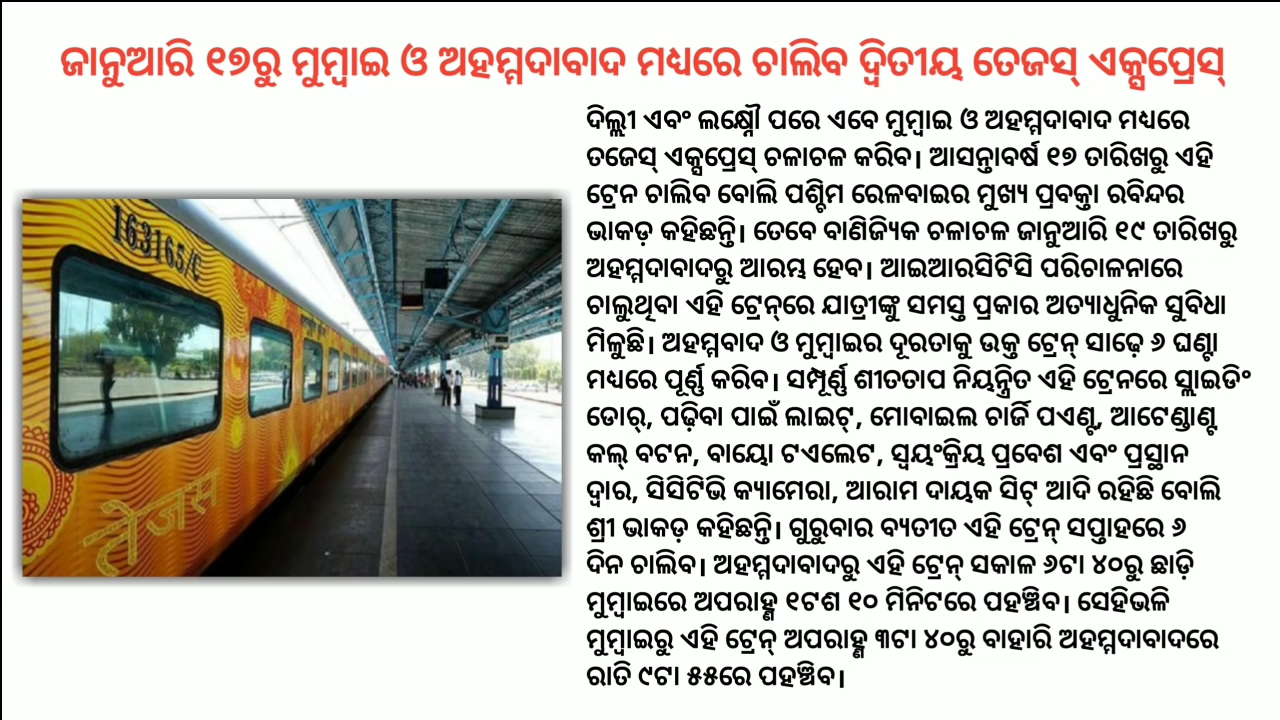 ଜାନୁଆରି ୧୭ରୁ ମୁମ୍ବାଇ ଓ ଅହମ୍ମଦାବାଦ ମଧ୍ୟରେ ଚାଲିବ ଦ୍ୱିତୀୟ ତେଜସ୍ ଏକ୍ସପ୍ରେସ୍
ଦିଲ୍ଲୀ ଏବଂ ଲକ୍ଷ୍ନୌ ପରେ ଏବେ ମୁମ୍ବାଇ ଓ ଅହମ୍ମଦାବାଦ ମଧ୍ୟରେ
ତଜେସ୍ ଏକ୍ସପ୍ରେସ୍ ଚଳାଚଳ କରିବ। ଆସନ୍ତାବର୍ଷ ୧୭ ତାରିଖରୁ ଏହି
ଟ୍ରେନ ଚାଲିବ ବୋଲି ପଶ୍ଚିମ ରେଳବାଇର ମୁଖ୍ୟ ପ୍ରବକ୍ତା ରବିନ୍ଦର
ଭାକଡ଼ କହିଛନ୍ତି। ତେବେ ବାଣିଜ୍ୟିକ ଚଳାଚଳ ଜାନୁଆରି ୧୯ ତାରିଖରୁ
ଅହମ୍ମଦାବାଦରୁ ଆରମ୍ଭ ହେବ। ଆଇଆରସିଟିସି ପରିଚାଳନାରେ
ଚାଲୁଥିବା ଏହି ଟ୍ରେନ୍‌ରେ ଯାତ୍ରୀଙ୍କୁ ସମସ୍ତ ପ୍ରକାର ଅତ୍ୟାଧୁନିକ ସୁବିଧା
ମିଳୁଛି। ଅହମ୍ମବାଦ ଓ ମୁମ୍ବାଇର ଦୂରତାକୁ ଉକ୍ତ ଟ୍ରେନ୍ ସାଢ଼େ ୬ ଘଣ୍ଟା
ମଧ୍ୟରେ ପୂର୍ଣ୍ଣ କରିବ। ସମ୍ପୂର୍ଣ୍ଣ ଶୀତତାପ ନିୟନ୍ତ୍ରିତ ଏହି ଟ୍ରେନରେ ସ୍ଲାଇଡିଂ
ଡୋର୍, ପଢ଼ିବା ପାଇଁ ଲାଇଟ୍, ମୋବାଇଲ ଚାର୍ଜି ପଏଣ୍ଟ, ଆଟେଣ୍ଡାଣ୍ଟ
କଲ୍ ବଟନ, ବାୟୋ ଟଏଲେଟ, ସ୍ୱୟଂକ୍ରିୟ ପ୍ରବେଶ ଏବଂ ପ୍ରସ୍ଥାନ
ଦ୍ୱାର, ସିସିଟିଭି କ୍ୟାମେରା, ଆରାମ ଦାୟକ ସିଟ୍ ଆଦି ରହିଛି ବୋଲି
ଶ୍ରୀ ଭାକଡ଼ କହିଛନ୍ତି। ଗୁରୁବାର ବ୍ୟତୀତ ଏହି ଟ୍ରେନ୍ ସପ୍ତାହରେ ୬
ଦିନ ଚାଲିବ। ଅହମ୍ମଦାବାଦରୁ ଏହି ଟ୍ରେନ୍ ସକାଳ ୬ଟା ୪୦ରୁ ଛାଡ଼ି
ମୁମ୍ବାଇରେ ଅପରାହ୍ଣ ୧ଟଶ ୧୦ ମିନିଟରେ ପହଞ୍ଚିବ। ସେହିଭଳି
ମୁମ୍ବାଇରୁ ଏହି ଟ୍ରେନ୍ ଅପରାହ୍ଣ ୩ଟା ୪୦ରୁ ବାହାରି ଅହମ୍ମଦାବାଦରେ
ରାତି ୯ଟା ୫୫ରେ ପହଞ୍ଚିବ।
163165/C
तेजस